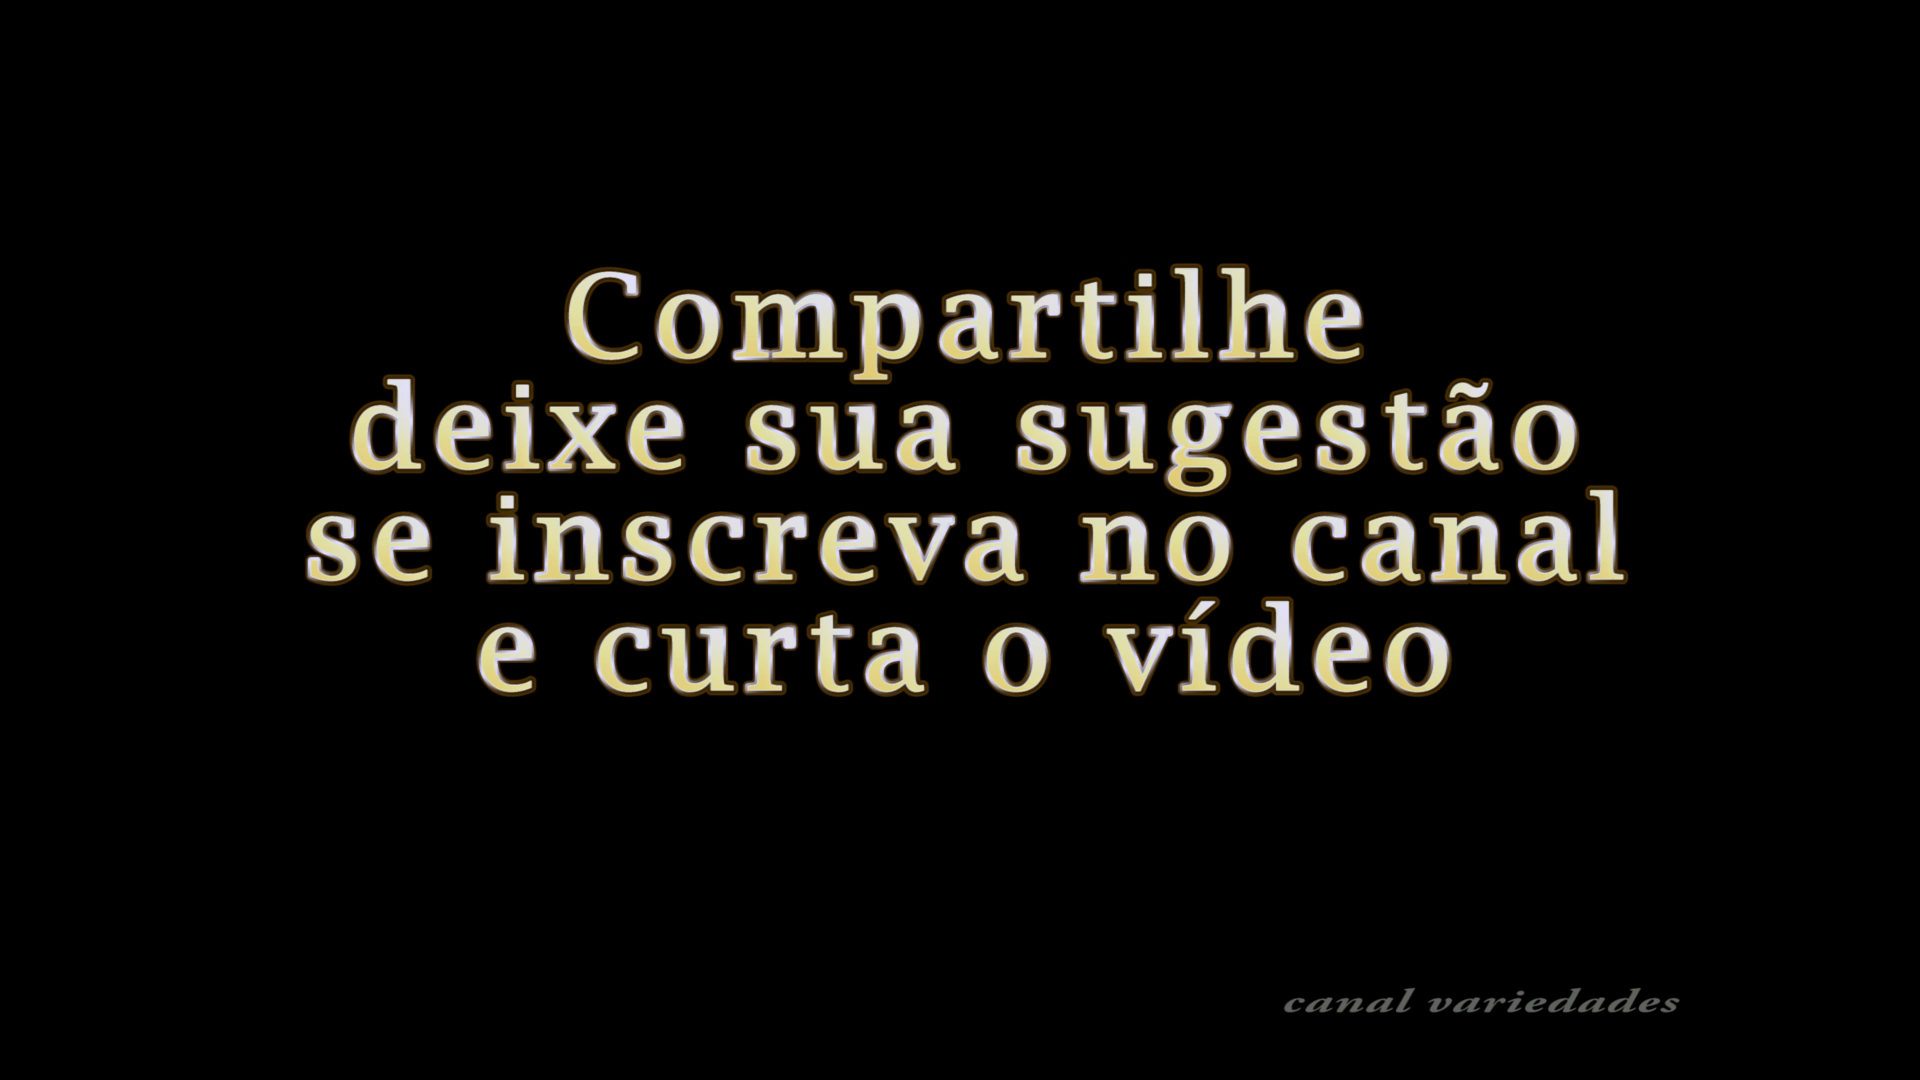 Compartilhe
deixe sua sugestão
se inscreva no canal
e curta o vídeo
canal variedades